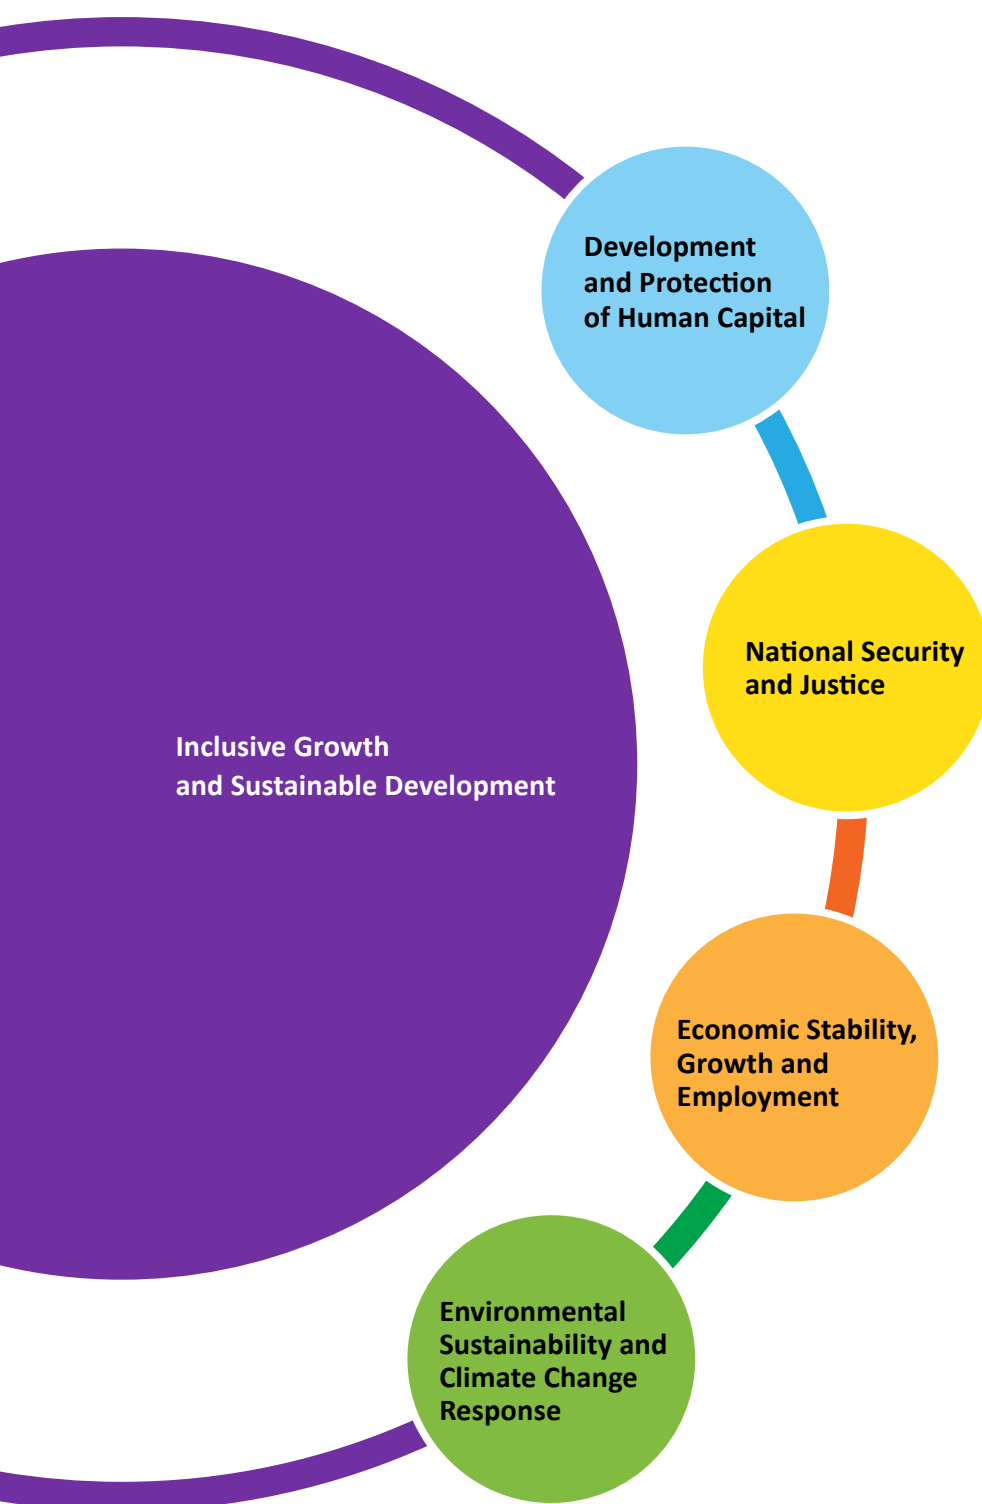 Development
and Protection
of Human Capital
National Security
and Justice
Inclusive Growth
and Sustainable Development
Economic Stability,
Growth and
Employment
Environmental
Sustainability and
Climate Change
Response